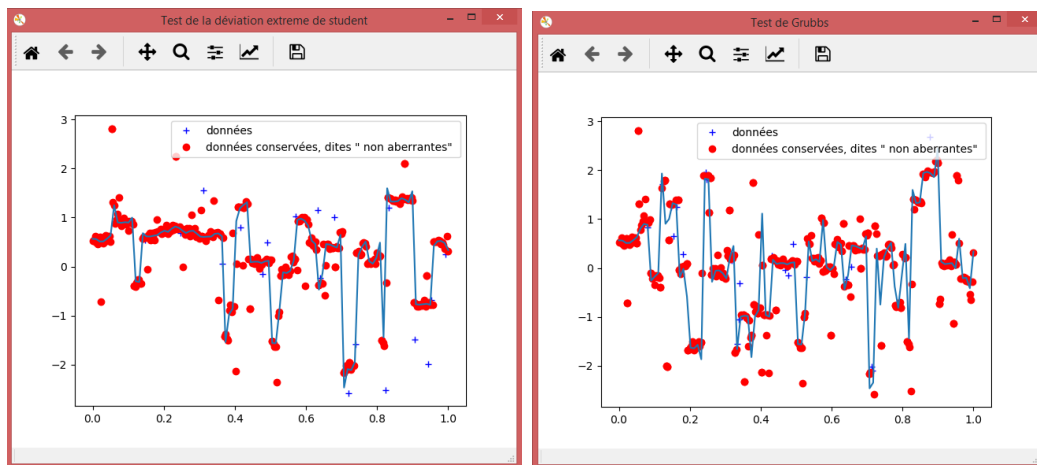 Test de la déviation extreme de student
données
données conservées, dites " non aberrantes"
3
2
1
0
−1
−2
0.0 0.2 0.4 0.6 0.8 1.0
Test de Grubbs
données
données conservées, dites " non aberrantes"
3
2
1
0
−1
−2
0.0 0.2 0.4 0.6 0.8 1.0